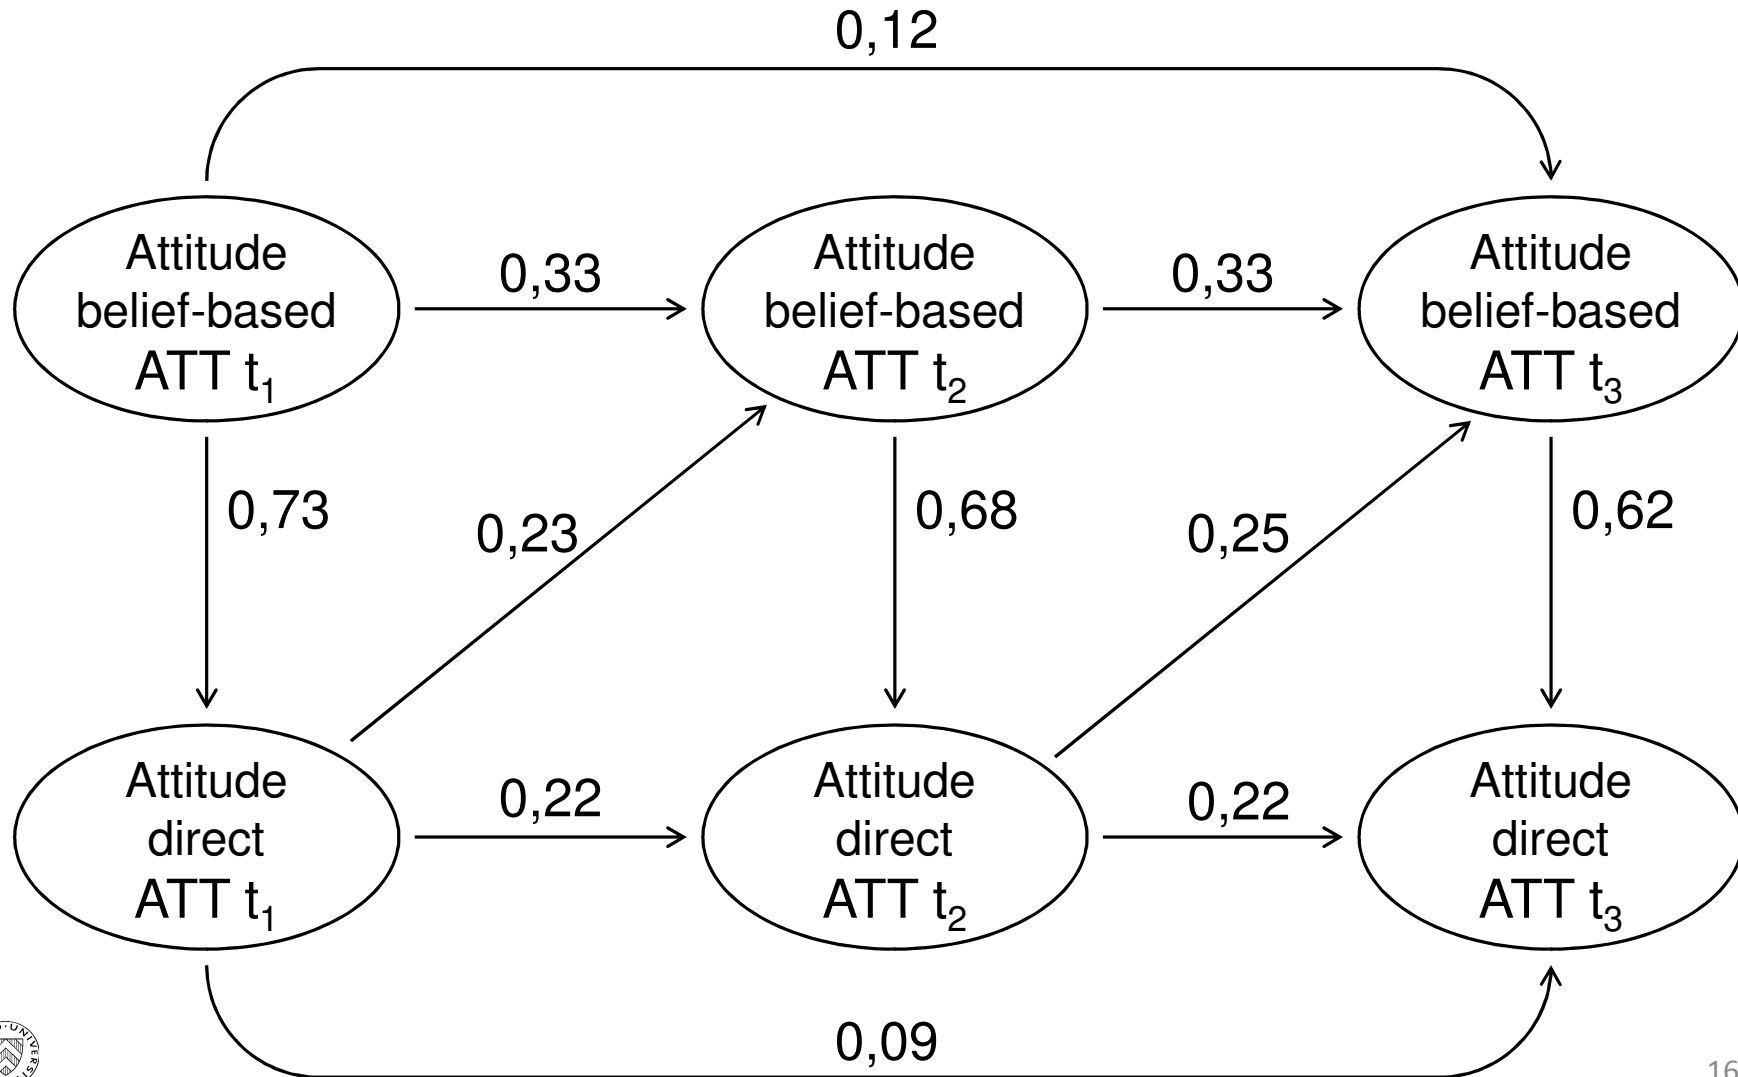 0,12
Attitude
belief-based
ATT t₁
0,33
Attitude
belief-based
ATT t₂
0,33
Attitude
belief-based
ATT t₃
0,73
0,23
0,68
0,25
0,62
Attitude
direct
ATT t₁
0,22
Attitude
direct
ATT t₂
0,22
Attitude
direct
ATT t₃
0,09
16